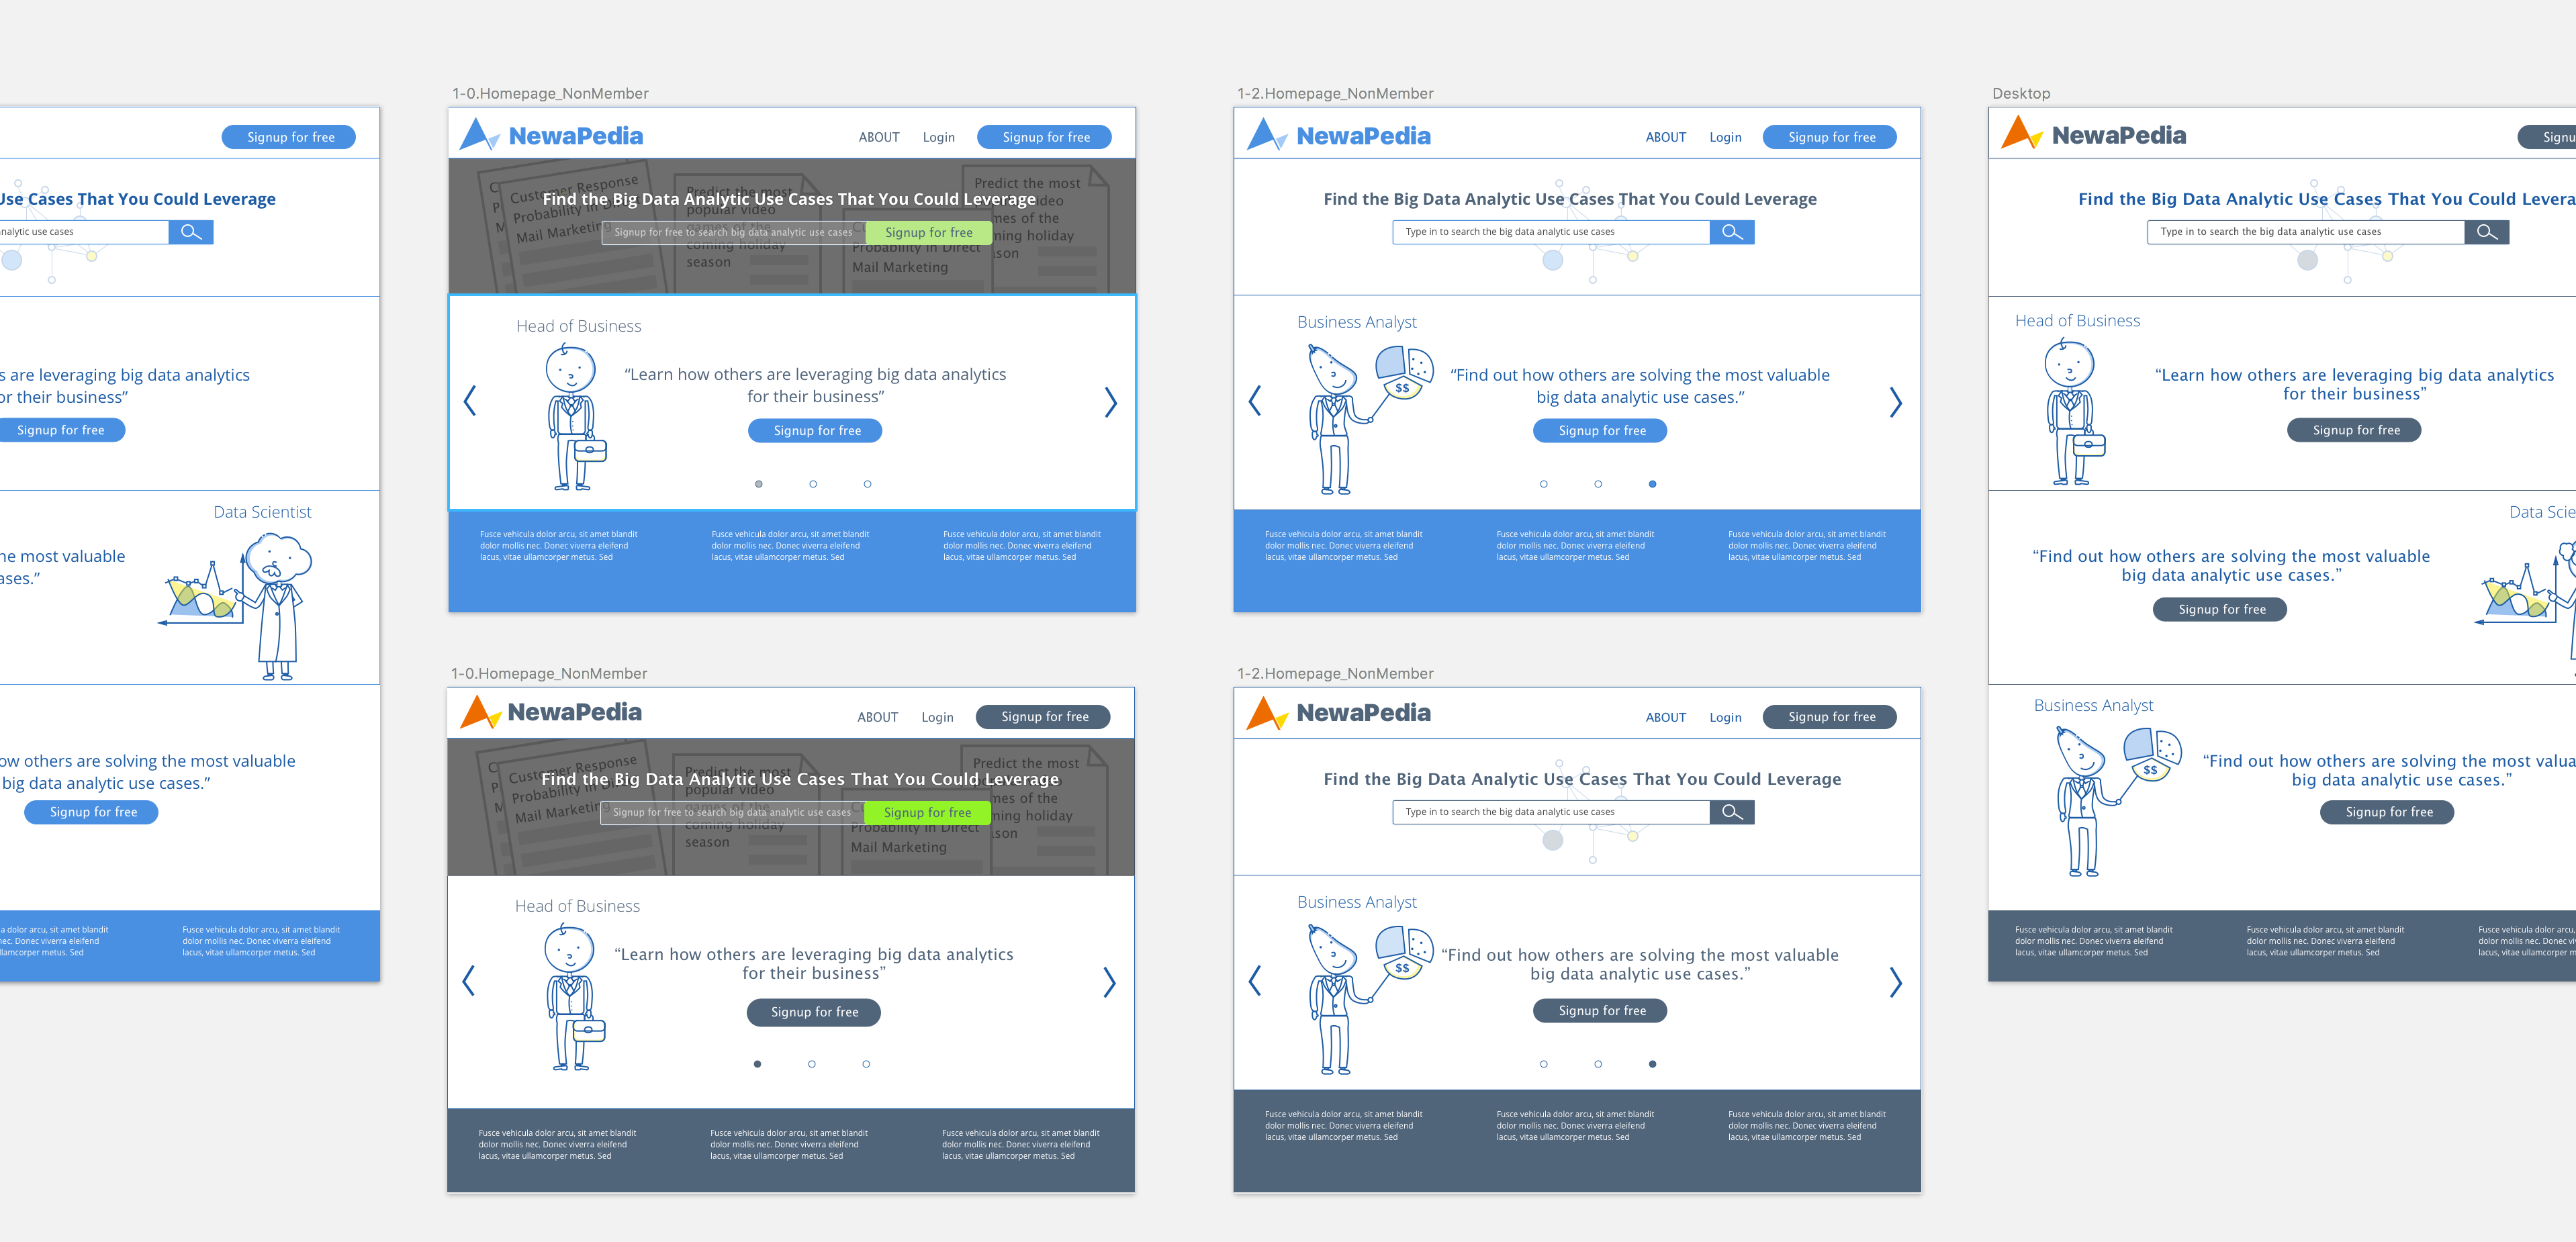 Signup for free
Use Cases That You Could Leverage
analytic use cases
s are leveraging big data analytics
or their business”
Signup for free
Data Scientist
he most valuable
ases.”
ow others are solving the most valuable
big data analytic use cases.”
Signup for free
a dolor arcu, sit amet blandit
nec. Donec viverra eleifend
llamcorper metus. Sed
Fusce vehicula dolor arcu, sit amet blandit
dolor mollis nec. Donec viverra eleifend
lacus, vitae ullamcorper metus. Sed
1-0.Homepage_NonMember
NewaPedia
ABOUT
Login
Signup for free
Customer Response
Probability in Direct
Mail Marketing
Predict the most
popular video
games of the
coming holiday
season
Probability in Direct
Mail Marketing
Predict the most
video
mes of the
ming holiday
son
Find the Big Data Analytic Use Cases That You Could Leverage
Signup for free to search big data analytic use cases
Signup for free
Head of Business
“Learn how others are leveraging big data analytics
for their business”
Signup for free
Fusce vehicula dolor arcu, sit amet blandit
dolor mollis nec. Donec viverra eleifend
lacus, vitae ullamcorper metus. Sed
Fusce vehicula dolor arcu, sit amet blandit
dolor mollis nec. Donec viverra eleifend
lacus, vitae ullamcorper metus. Sed
Fusce vehicula dolor arcu, sit amet blandit
dolor mollis nec. Donec viverra eleifend
lacus, vitae ullamcorper metus. Sed
1-2.Homepage_NonMember
NewaPedia
ABOUT
Login
Signup for free
Find the Big Data Analytic Use Cases That You Could Leverage
Type in to search the big data analytic use cases
Business Analyst
$$
“Find out how others are solving the most valuable
big data analytic use cases.”
Signup for free
Fusce vehicula dolor arcu, sit amet blandit
dolor mollis nec. Donec viverra eleifend
lacus, vitae ullamcorper metus. Sed
Fusce vehicula dolor arcu, sit amet blandit
dolor mollis nec. Donec viverra eleifend
lacus, vitae ullamcorper metus. Sed
Fusce vehicula dolor arcu, sit amet blandit
dolor mollis nec. Donec viverra eleifend
lacus, vitae ullamcorper metus. Sed
1-0.Homepage_NonMember
NewaPedia
ABOUT
Login
Signup for free
Customer Response
Probability in Direct
Mail Marketing
Predict the most
popular video
games of the
coming holiday
season
Probability in Direct
Mail Marketing
Predict the most
mes of the
ming holiday
son
Find the Big Data Analytic Use Cases That You Could Leverage
Signup for free to search big data analytic use cases
Signup for free
Head of Business
“Learn how others are leveraging big data analytics
for their business”
Signup for free
Fusce vehicula dolor arcu, sit amet blandit
dolor mollis nec. Donec viverra eleifend
lacus, vitae ullamcorper metus. Sed
Fusce vehicula dolor arcu, sit amet blandit
dolor mollis nec. Donec viverra eleifend
lacus, vitae ullamcorper metus. Sed
Fusce vehicula dolor arcu, sit amet blandit
dolor mollis nec. Donec viverra eleifend
lacus, vitae ullamcorper metus. Sed
1-2.Homepage_NonMember
NewaPedia
ABOUT
Login
Signup for free
Find the Big Data Analytic Use Cases That You Could Leverage
Type in to search the big data analytic use cases
Business Analyst
$$
“Find out how others are solving the most valuable
big data analytic use cases.”
Signup for free
Fusce vehicula dolor arcu, sit amet blandit
dolor mollis nec. Donec viverra eleifend
lacus, vitae ullamcorper metus. Sed
Fusce vehicula dolor arcu, sit amet blandit
dolor mollis nec. Donec viverra eleifend
lacus, vitae ullamcorper metus. Sed
Fusce vehicula dolor arcu, sit amet blandit
dolor mollis nec. Donec viverra eleifend
lacus, vitae ullamcorper metus. Sed
Desktop
NewaPedia
Signu
Find the Big Data Analytic Use Cases That You Could Levera
Type in to search the big data analytic use cases
Head of Business
“Learn how others are leveraging big data analytics
for their business”
Signup for free
Data Scie
“Find out how others are solving the most valuable
big data analytic use cases.”
Signup for free
Business Analyst
$$
“Find out how others are solving the most valua
big data analytic use cases.”
Signup for free
Fusce vehicula dolor arcu, sit amet blandit
dolor mollis nec. Donec viverra eleifend
lacus, vitae ullamcorper metus. Sed
Fusce vehicula dolor arcu, sit amet blandit
dolor mollis nec. Donec viverra eleifend
lacus, vitae ullamcorper metus. Sed
Fusce vehicula dolor arcu,
dolor mollis nec. Donec vi
lacus, vitae ullamcorper m